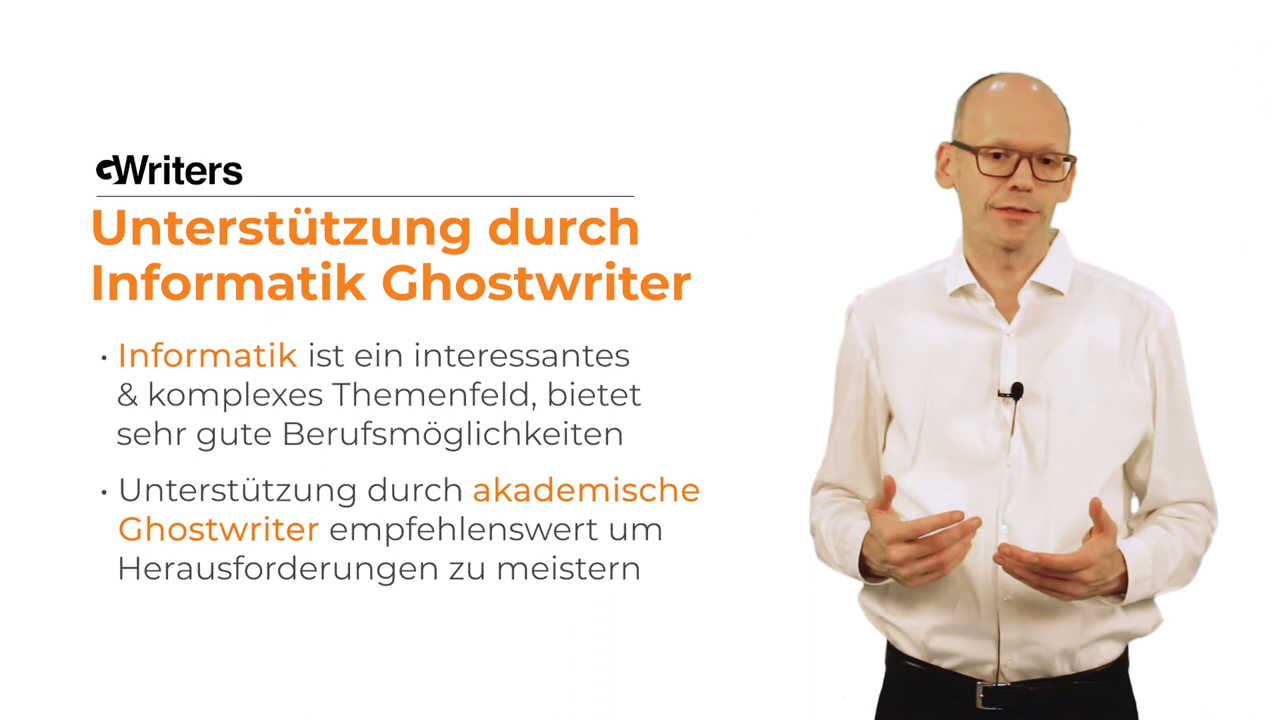 GWriters
Unterstützung durch
Informatik Ghostwriter
• Informatik ist ein interessantes
& komplexes Themenfeld, bietet
sehr gute Berufsmöglichkeiten
• Unterstützung durch akademische
Ghostwriter empfehlenswert um
Herausforderungen zu meistern